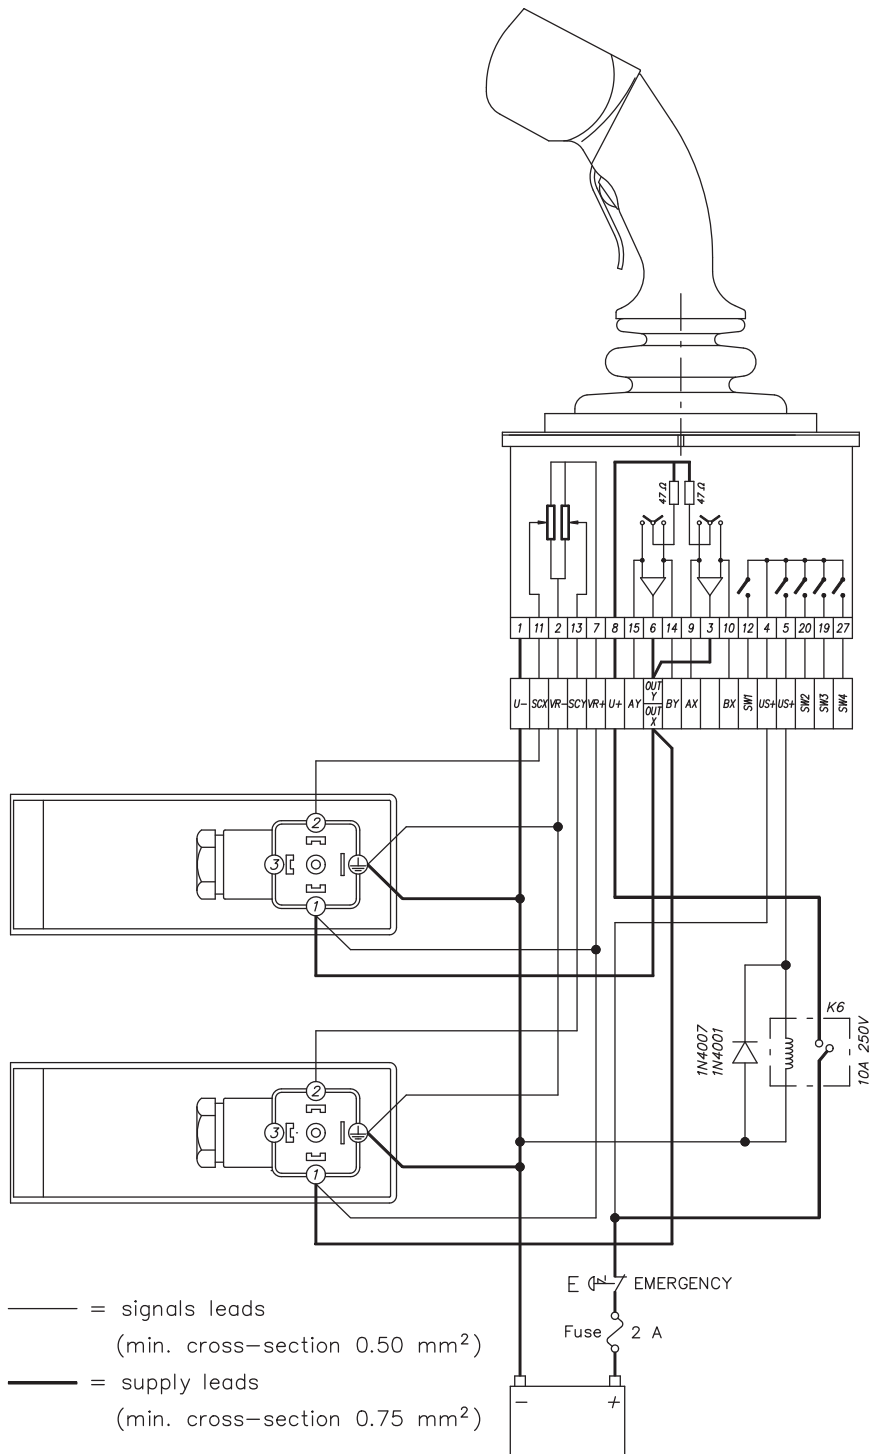 47 Ω
47 Ω
1 11 2 13 7 8 15 6 14 9 3 10 12 4 5 20 19 27
U- SCX VR- SCY VR+ U+ AY OUT Y OUT X BY AX BX SW1 US+ US+ SW2 SW3 SW4
2
3
1
K6
1N4007
1N4001
10A 250V
2
3
1
E EMERGENCY
Fuse 2 A
- +
= signals leads
(min. cross-section 0.50 mm²)
= supply leads
(min. cross-section 0.75 mm²)